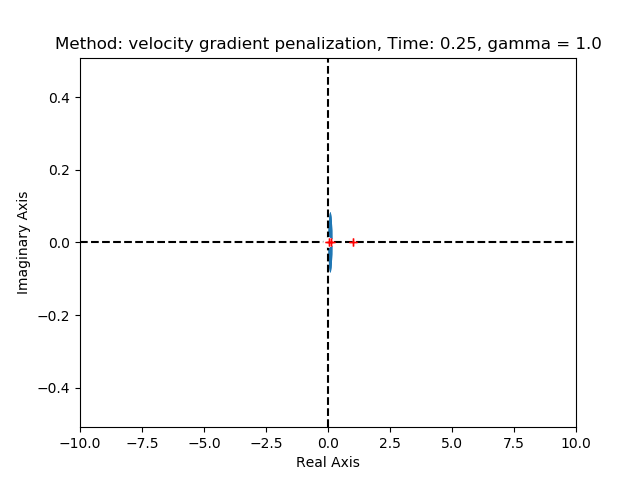 Method: velocity gradient penalization, Time: 0.25, gamma = 1.0
0.4
0.2
0.0
−0.2
−0.4
Imaginary Axis
−10.0 −7.5 −5.0 −2.5 0.0 2.5 5.0 7.5 10.0
Real Axis